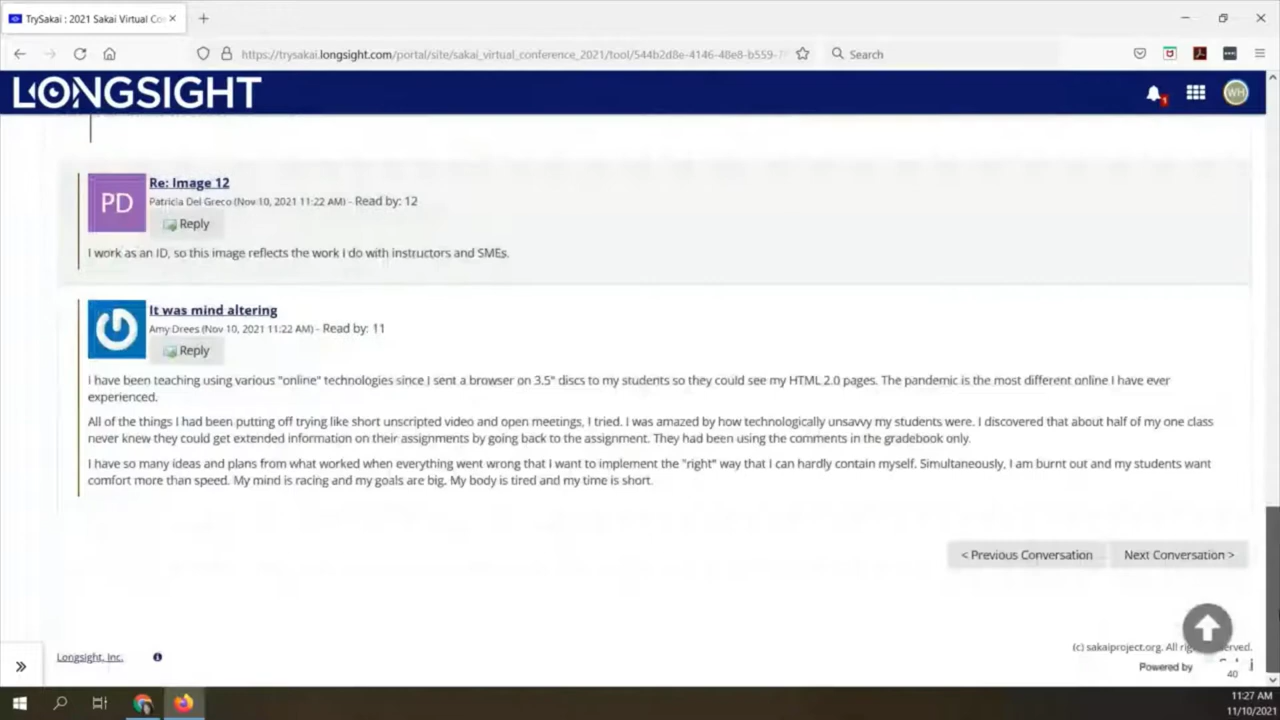 TrySakai : 2021 Sakai Virtual Co
https://trysakai.longsight.com/portal/site/sakai_virtual_conference_2021/tool/544b2d8e-4146-48e8-b559-7
Search
LONGSIGHT
1
WH
PD
Re: Image 12
Patricia Del Greco (Nov 10, 2021 11:22 AM) - Read by: 12
Reply
I work as an ID, so this image reflects the work I do with instructors and SMEs.
It was mind altering
Amy Drees (Nov 10, 2021 11:22 AM) - Read by: 11
Reply
I have been teaching using various "online" technologies since I sent a browser on 3.5" discs to my students so they could see my HTML 2.0 pages. The pandemic is the most different online I have ever
experienced.
All of the things I had been putting off trying like short unscripted video and open meetings, I tried. I was amazed by how technologically unsavvy my students were. I discovered that about half of my one class
never knew they could get extended information on their assignments by going back to the assignment. They had been using the comments in the gradebook only.
I have so many ideas and plans from what worked when everything went wrong that I want to implement the "right" way that I can hardly contain myself. Simultaneously, I am burnt out and my students want
comfort more than speed. My mind is racing and my goals are big. My body is tired and my time is short.
< Previous Conversation
Next Conversation >
(c) sakaiproject.org. All
Longsight, Inc.
Powered by
40
11:27 AM
11/10/2021